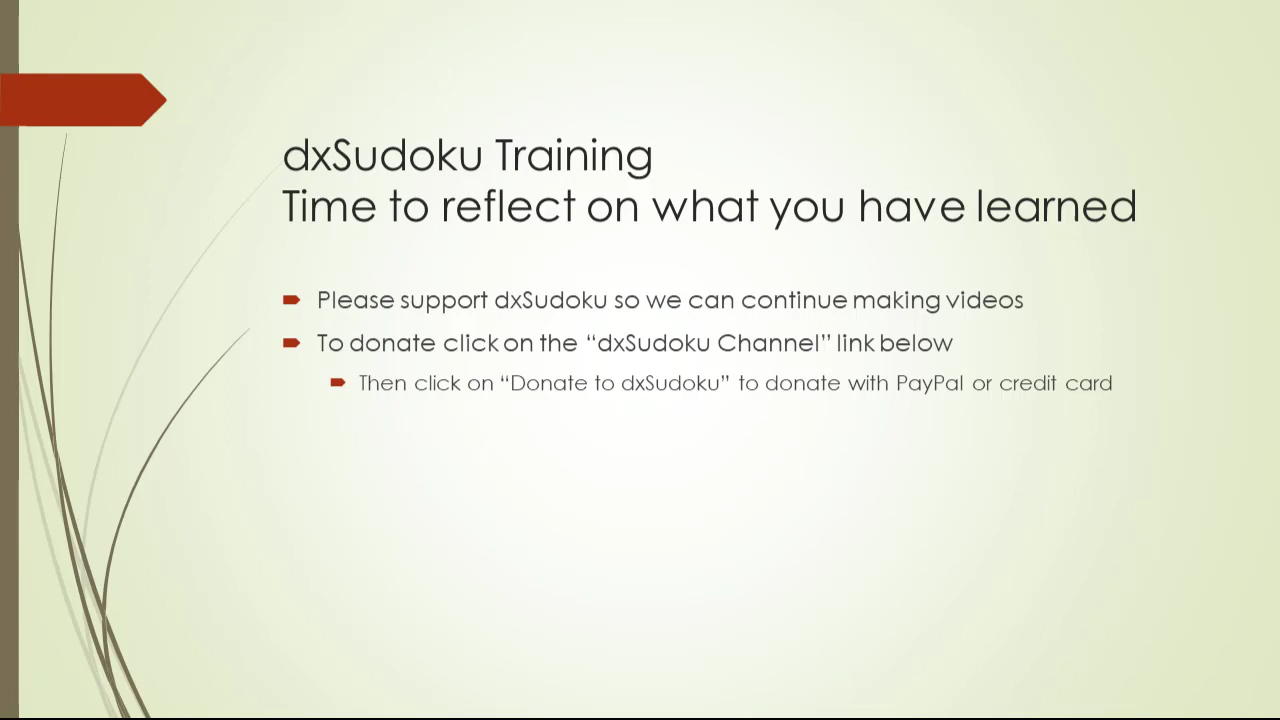 dxSudoku Training
Time to reflect on what you have learned
Please support dxSudoku so we can continue making videos
To donate click on the “dxSudoku Channel” link below
Then click on “Donate to dxSudoku” to donate with PayPal or credit card